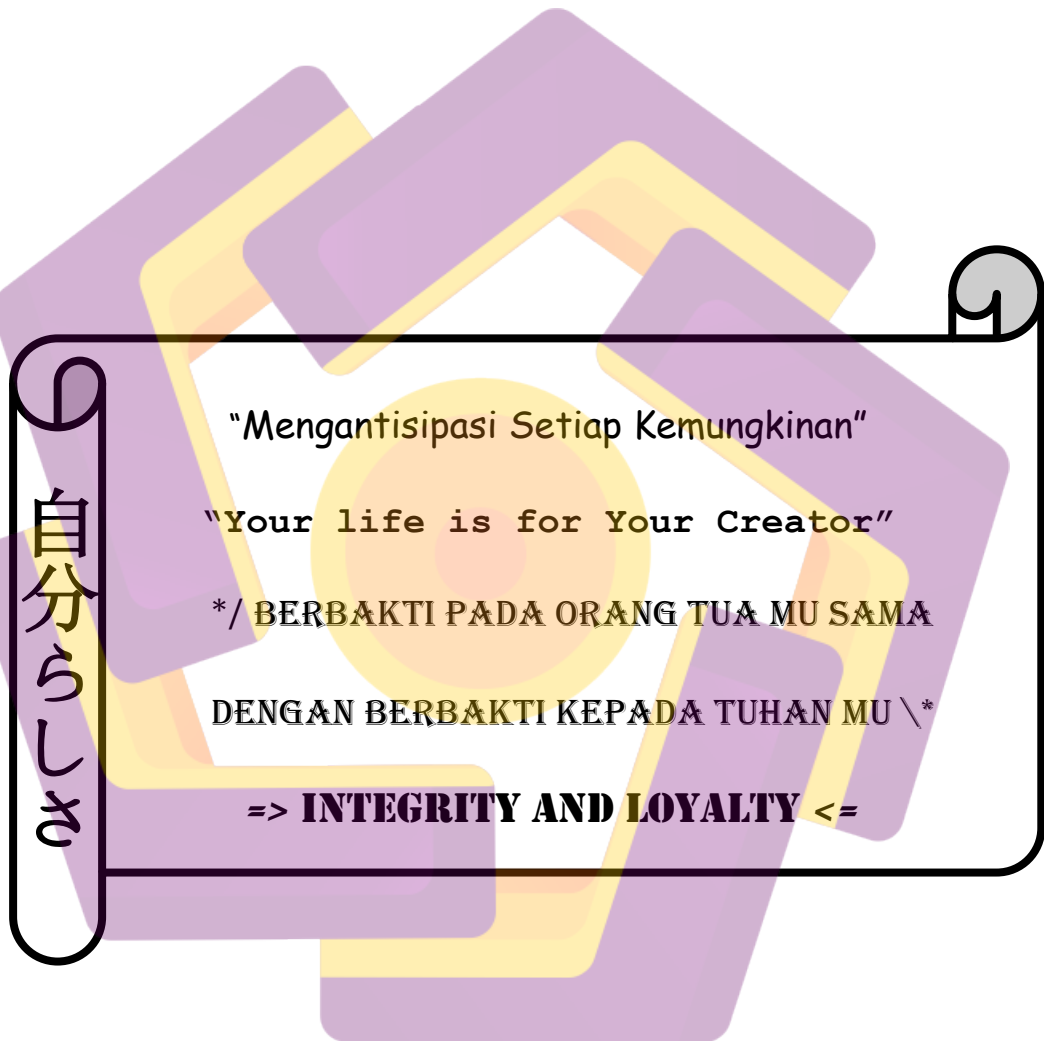 自分らしさ
“Mengantisipasi Setiap Kemungkinan”
“Your life is for Your Creator”
*/ BERBAKTI PADA ORANG TUA MU SAMA
DENGAN BERBAKTI KEPADA TUHAN MU \*
=> INTEGRITY AND LOYALTY <=